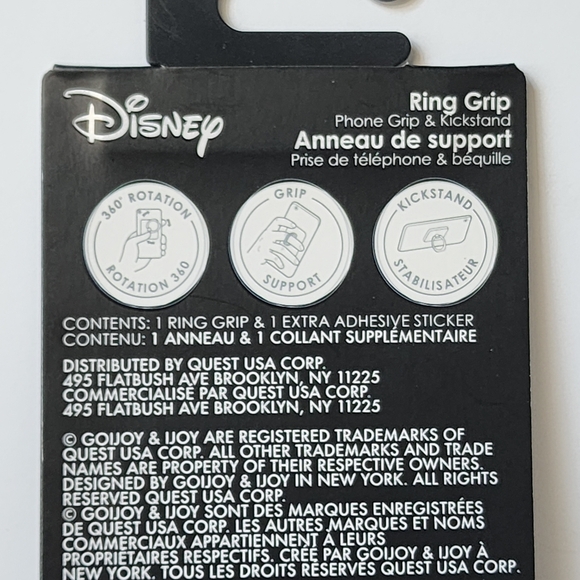 Disney
Ring Grip
Phone Grip & Kickstand
Anneau de support
Prise de téléphone & béquille
360° ROTATION
ROTATION 360
GRIP
SUPPORT
KICKSTAND
STABILISATEUR
CONTENTS: 1 RING GRIP & 1 EXTRA ADHESIVE STICKER
CONTENU: 1 ANNEAU & 1 COLLANT SUPPLÉMENTAIRE
DISTRIBUTED BY QUEST USA CORP.
495 FLATBUSH AVE BROOKLYN, NY 11225
COMMERCIALISE PAR QUEST USA CORP.
495 FLATBUSH AVE BROOKLYN, NY 11225
© GOIJOY & IJOY ARE REGISTERED TRADEMARKS OF
QUEST USA CORP. ALL OTHER TRADEMARKS AND TRADE
NAMES ARE PROPERTY OF THEIR RESPECTIVE OWNERS.
DESIGNED BY GOIJOY & IJOY IN NEW YORK. ALL RIGHTS
RESERVED QUEST USA CORP.
© GOIJOY & IJOY SONT DES MARQUES ENREGISTRÉES
DE QUEST USA CORP. LES AUTRES MARQUES ET NOMS
COMMERCIAUX APPARTIENNENT À LEURS
PROPRIÉTAIRES RESPECTIFS. CRÉE PAR GOIJOY & IJOY À
NEW YORK. TOUS LES DROITS RÉSERVÉS QUEST USA CORP.